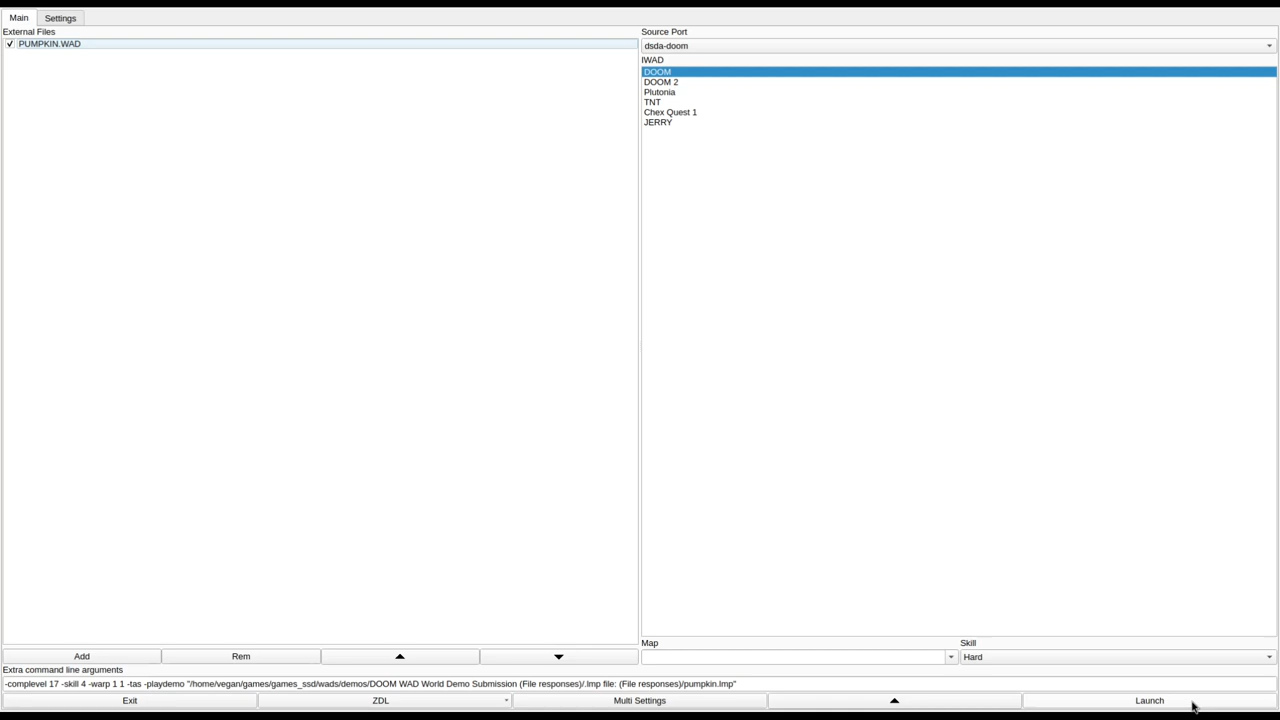 Main Settings
External Files
PUMPKIN.WAD
Source Port
dsda-doom
IWAD
DOOM
DOOM 2
Plutonia
TNT
Chex Quest 1
JERRY
Map Skill
Hard
Add Rem
Extra command line arguments
-complevel 17 -skill 4 -warp 1 1 -tas -playdemo "/home/vegan/games/games_ssd/wads/demos/DOOM WAD World Demo Submission (File responses)/.lmp file: (File responses)/pumpkin.lmp"
Exit ZDL Multi Settings Launch